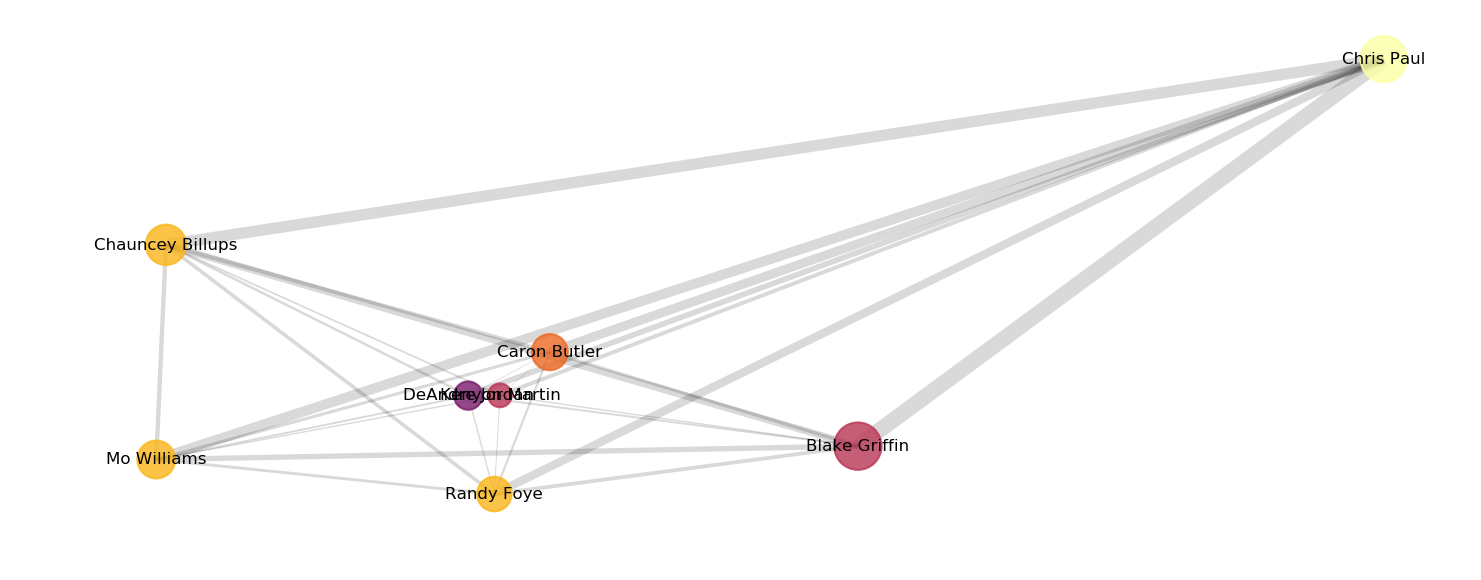 Chris Paul
Chauncey Billups
Caron Butler
DeAndre Jordan
Kenyon Martin
Blake Griffin
Mo Williams
Randy Foye